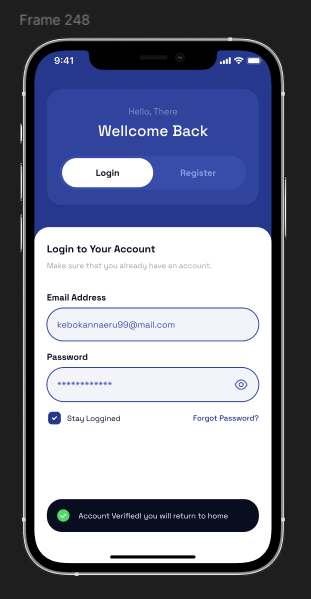 Frame 248
9:41
Hello, There
Wellcome Back
Login
Register
Login to Your Account
Make sure that you already have an account.
Email Address
kebokannaeru99@mail.com
Password
************
Stay Loggined
Forgot Password?
Account Verified! you will return to home